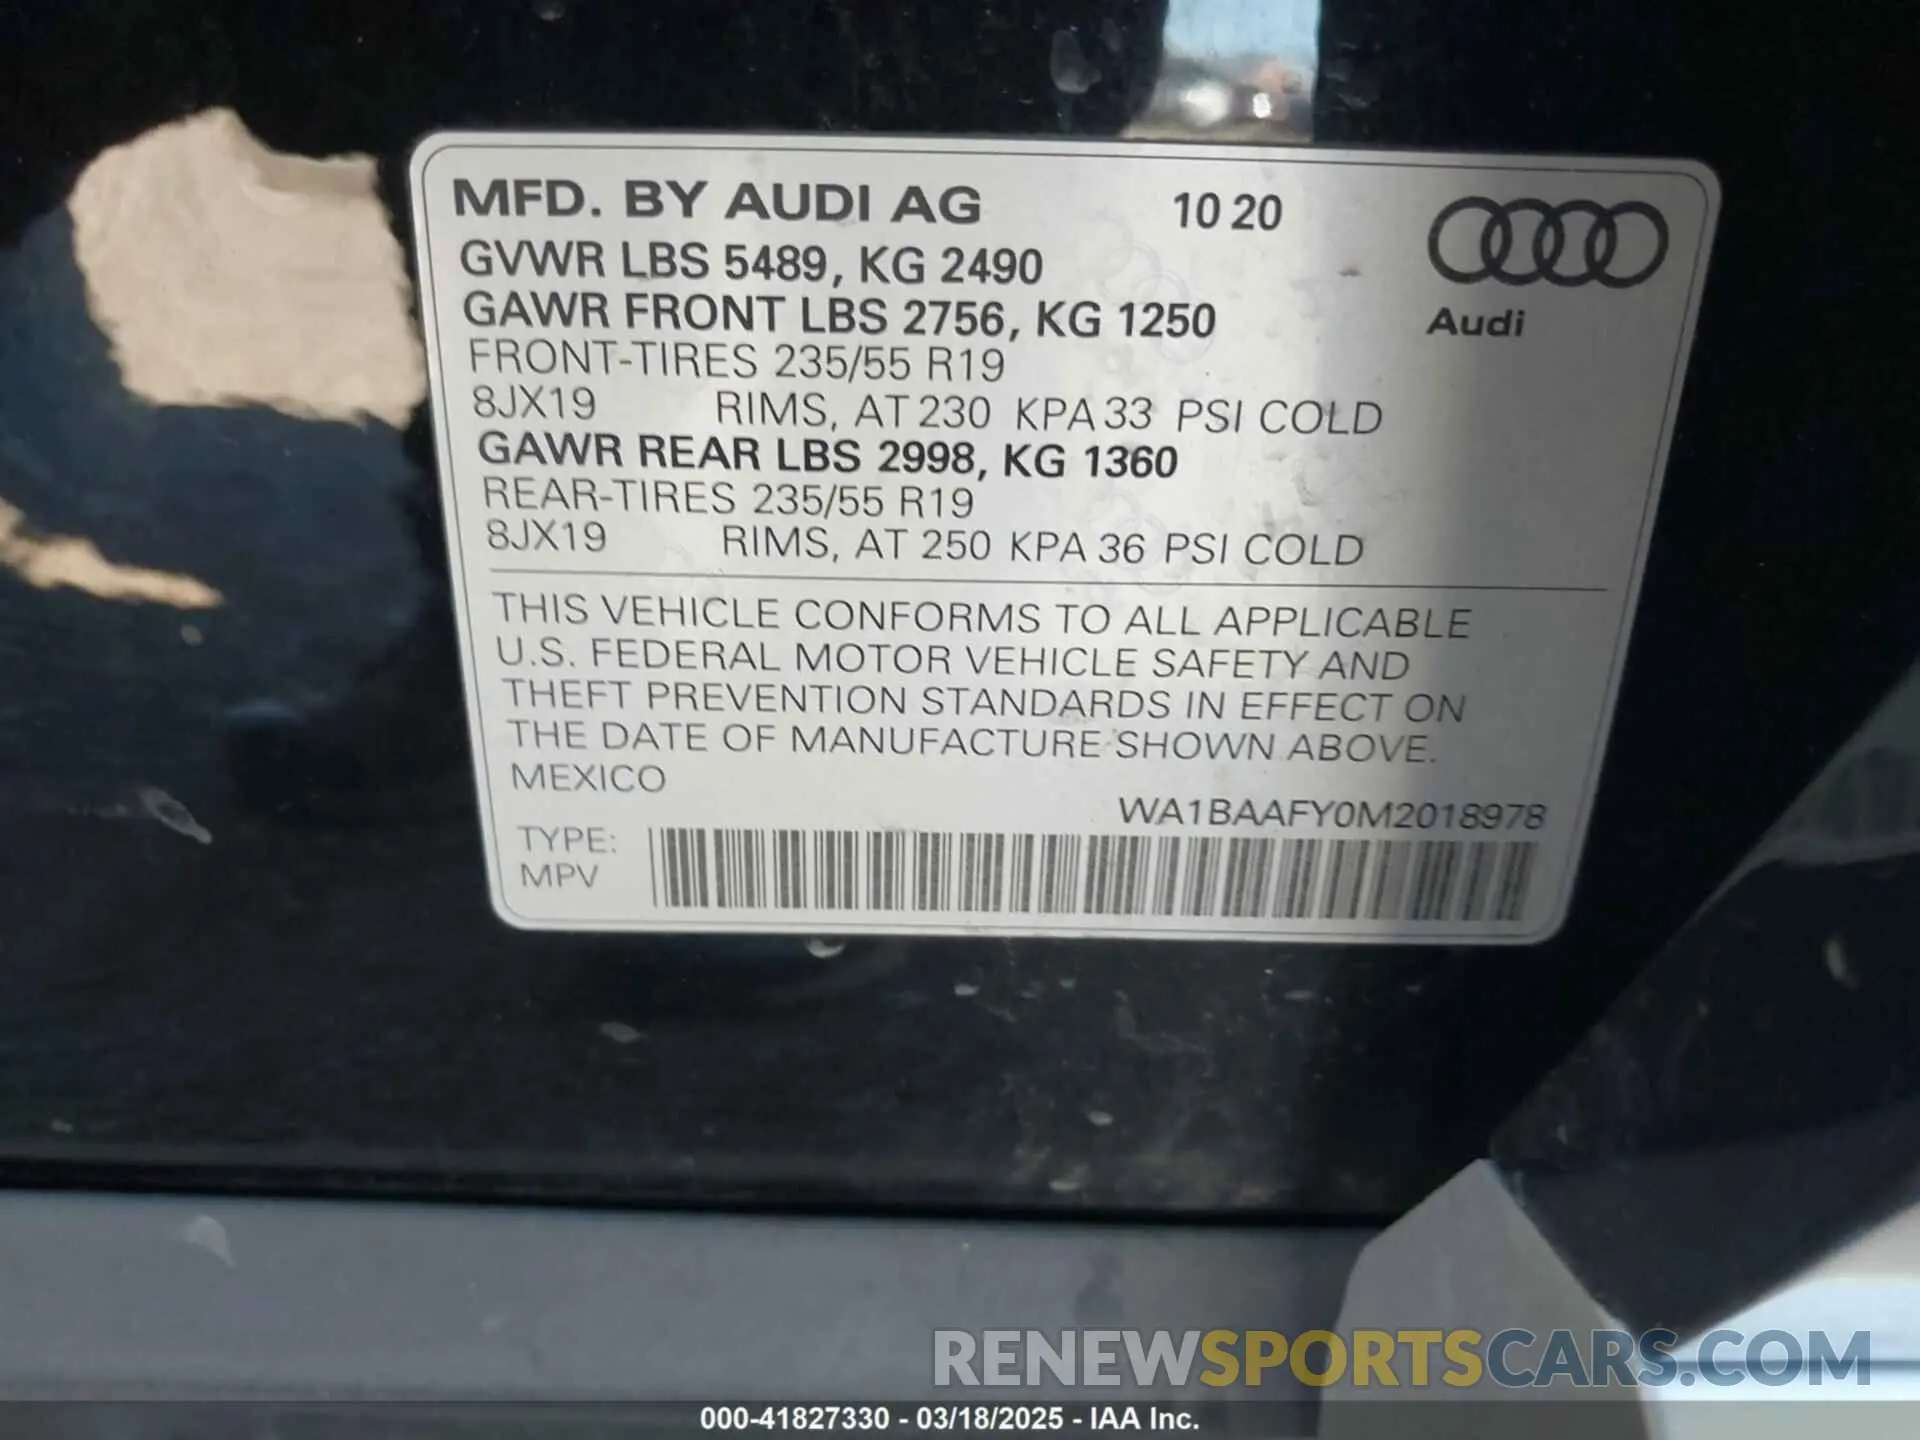 MFD. BY AUDI AG 10 20
GVWR LBS 5489, KG 2490
GAWR FRONT LBS 2756, KG 1250
Audi
FRONT-TIRES 235/55 R19
8JX19 RIMS, AT 230 KPA 33 PSI COLD
GAWR REAR LBS 2998, KG 1360
REAR-TIRES 235/55 R19
8JX19 RIMS, AT 250 KPA 36 PSI COLD
THIS VEHICLE CONFORMS TO ALL APPLICABLE
U.S. FEDERAL MOTOR VEHICLE SAFETY AND
THEFT PREVENTION STANDARDS IN EFFECT ON
THE DATE OF MANUFACTURE SHOWN ABOVE.
MEXICO
WA1BAAFY0M2018978
TYPE:
MPV
RENEWSPORTSCARS.COM
000-41827330 - 03/18/2025 - IAA Inc.